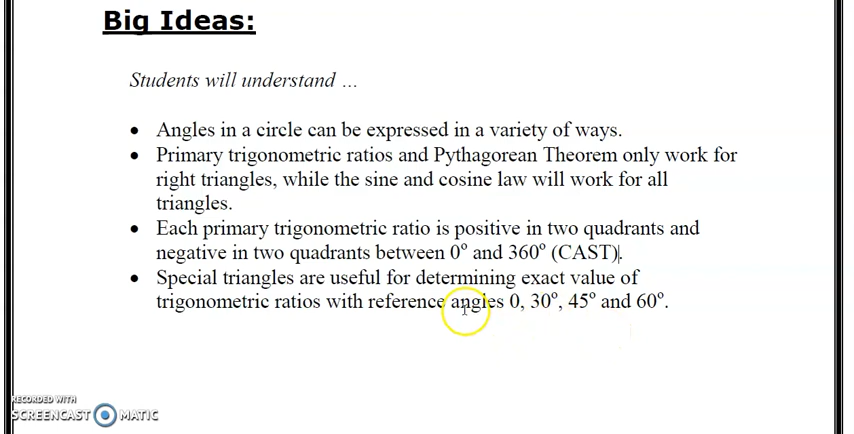 Big Ideas:
Students will understand …
• Angles in a circle can be expressed in a variety of ways.
• Primary trigonometric ratios and Pythagorean Theorem only work for
right triangles, while the sine and cosine law will work for all
triangles.
• Each primary trigonometric ratio is positive in two quadrants and
negative in two quadrants between 0° and 360° (CAST).
• Special triangles are useful for determining exact value of
trigonometric ratios with reference angles 0, 30°, 45° and 60°.
RECORDED WITH
SCREENCAST MATIC